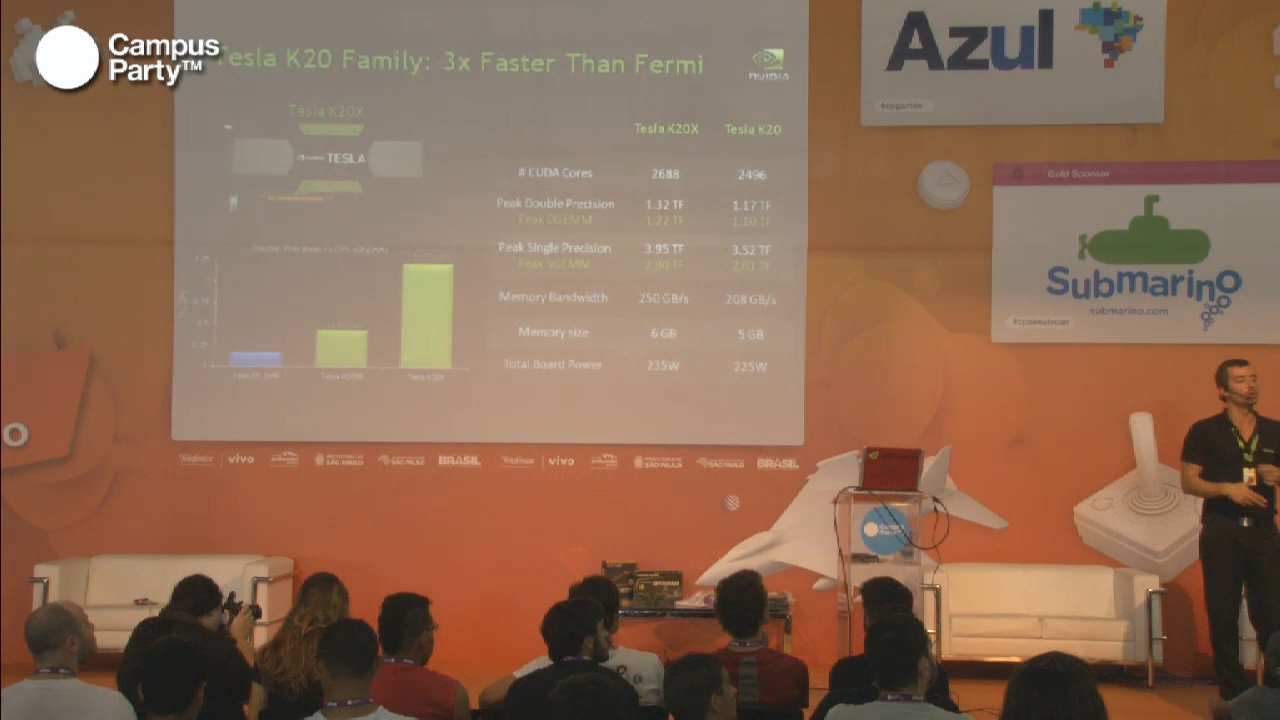 Campus
Party™
Tesla K20 Family: 3x Faster Than Fermi
NVIDIA
Tesla K20X
TESLA
Tesla K20X Tesla K20
# CUDA Cores 2688 2496
Peak Double Precision 1.32 TF 1.17 TF
Peak DGEMM 1.22 TF 1.10 TF
Peak Single Precision 3.95 TF 3.52 TF
Peak SGEMM 2.90 TF 2.61 TF
Memory Bandwidth 250 GB/s 208 GB/s
Memory size 6 GB 5 GB
Total Board Power 235W 225W
Azul
#cpgames
Gold Sponsor
Submarino
submarino.com
vivo
BRASIL
vivo
BRASIL
Campus
Party